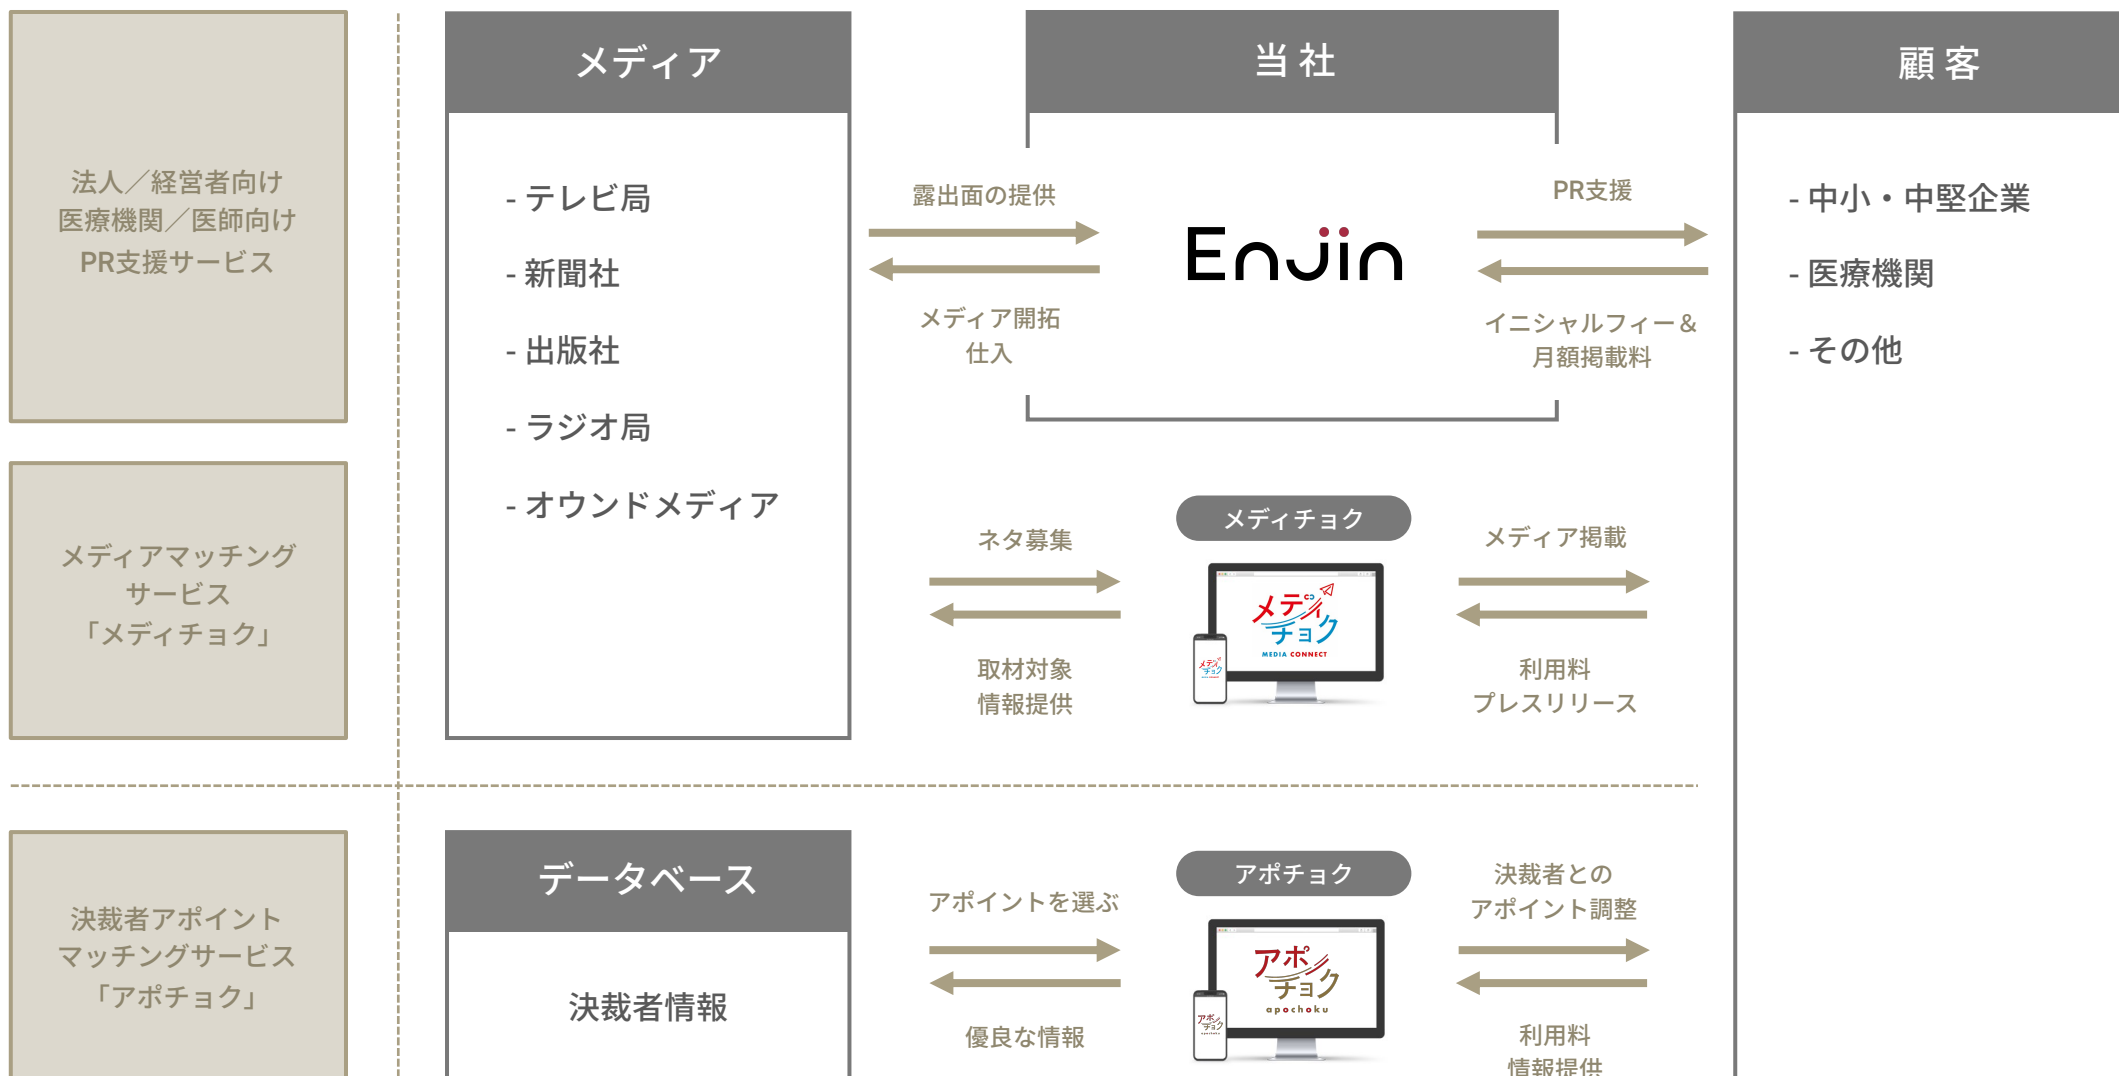 法人／経営者向け
医療機関／医師向け
PR支援サービス
メディア
- テレビ局
- 新聞社
- 出版社
- ラジオ局
- オウンドメディア
当 社
露出面の提供
メディア開拓
仕入
Enjin
PR支援
イニシャルフィー＆
月額掲載料
顧 客
- 中小・中堅企業
- 医療機関
- その他
メディアマッチング
サービス
「メディチョク」
ネタ募集
取材対象
情報提供
メディチョク
メディ
チョク
MEDIA CONNECT
メディ
チョク
メディア掲載
利用料
プレスリリース
決裁者アポイント
マッチングサービス
「アポチョク」
データベース
決裁者情報
アポイントを選ぶ
優良な情報
アポチョク
アポ
チョク
apochoku
アポ
チョク
apochoku
決裁者との
アポイント調整
利用料
情報提供